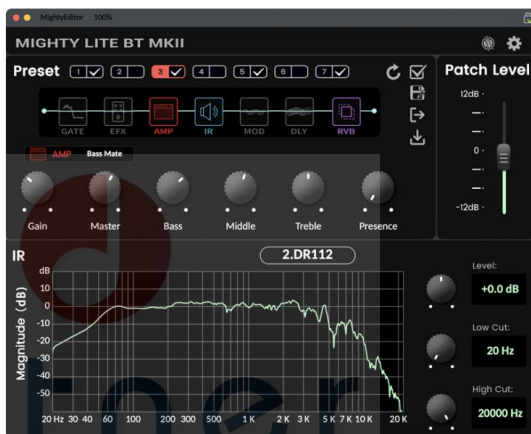 MightyEditor 100%
MIGHTY LITE BT MKII
Preset 1 2 3 4 5 6 7
Patch Level
12dB
0
-12dB
GATE EFX AMP IR MOD DLY RVB
AMP Bass Mate
Gain Master Bass Middle Treble Presence
IR
2.DR112
dB
10
0
-10
-20
-30
-40
-50
Magnitude (dB)
20 Hz 30 40 60 100 200 300 500 1 K 2 K 3 K 5 K 7 K 10 K 20 K
Level:
+0.0 dB
Low Cut:
20 Hz
High Cut:
20000 Hz